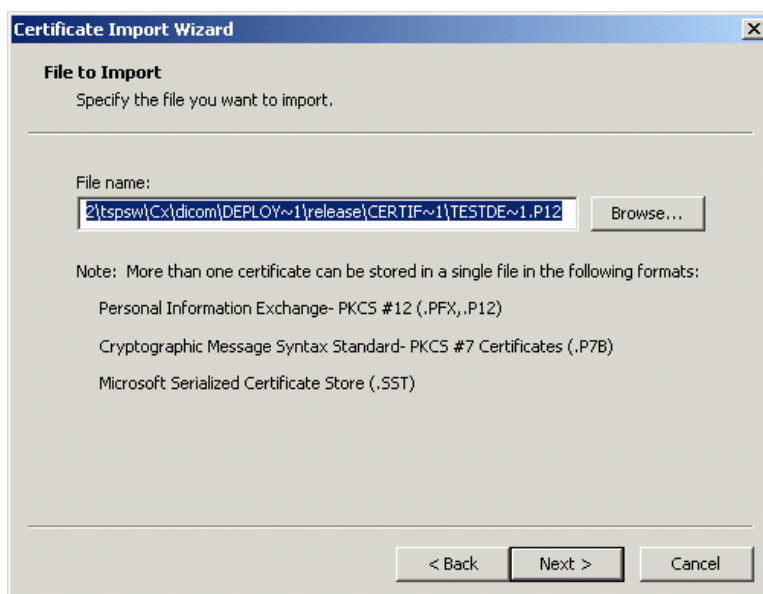 Certificate Import Wizard
File to Import
Specify the file you want to import.
File name:
2\tspsw\Cx\dicom\DEPLOY~1\release\CERTIF~1\TESTDE~1.P12
Browse...
Note: More than one certificate can be stored in a single file in the following formats:
Personal Information Exchange- PKCS #12 (.PFX,.P12)
Cryptographic Message Syntax Standard- PKCS #7 Certificates (.P7B)
Microsoft Serialized Certificate Store (.SST)
< Back
Next >
Cancel